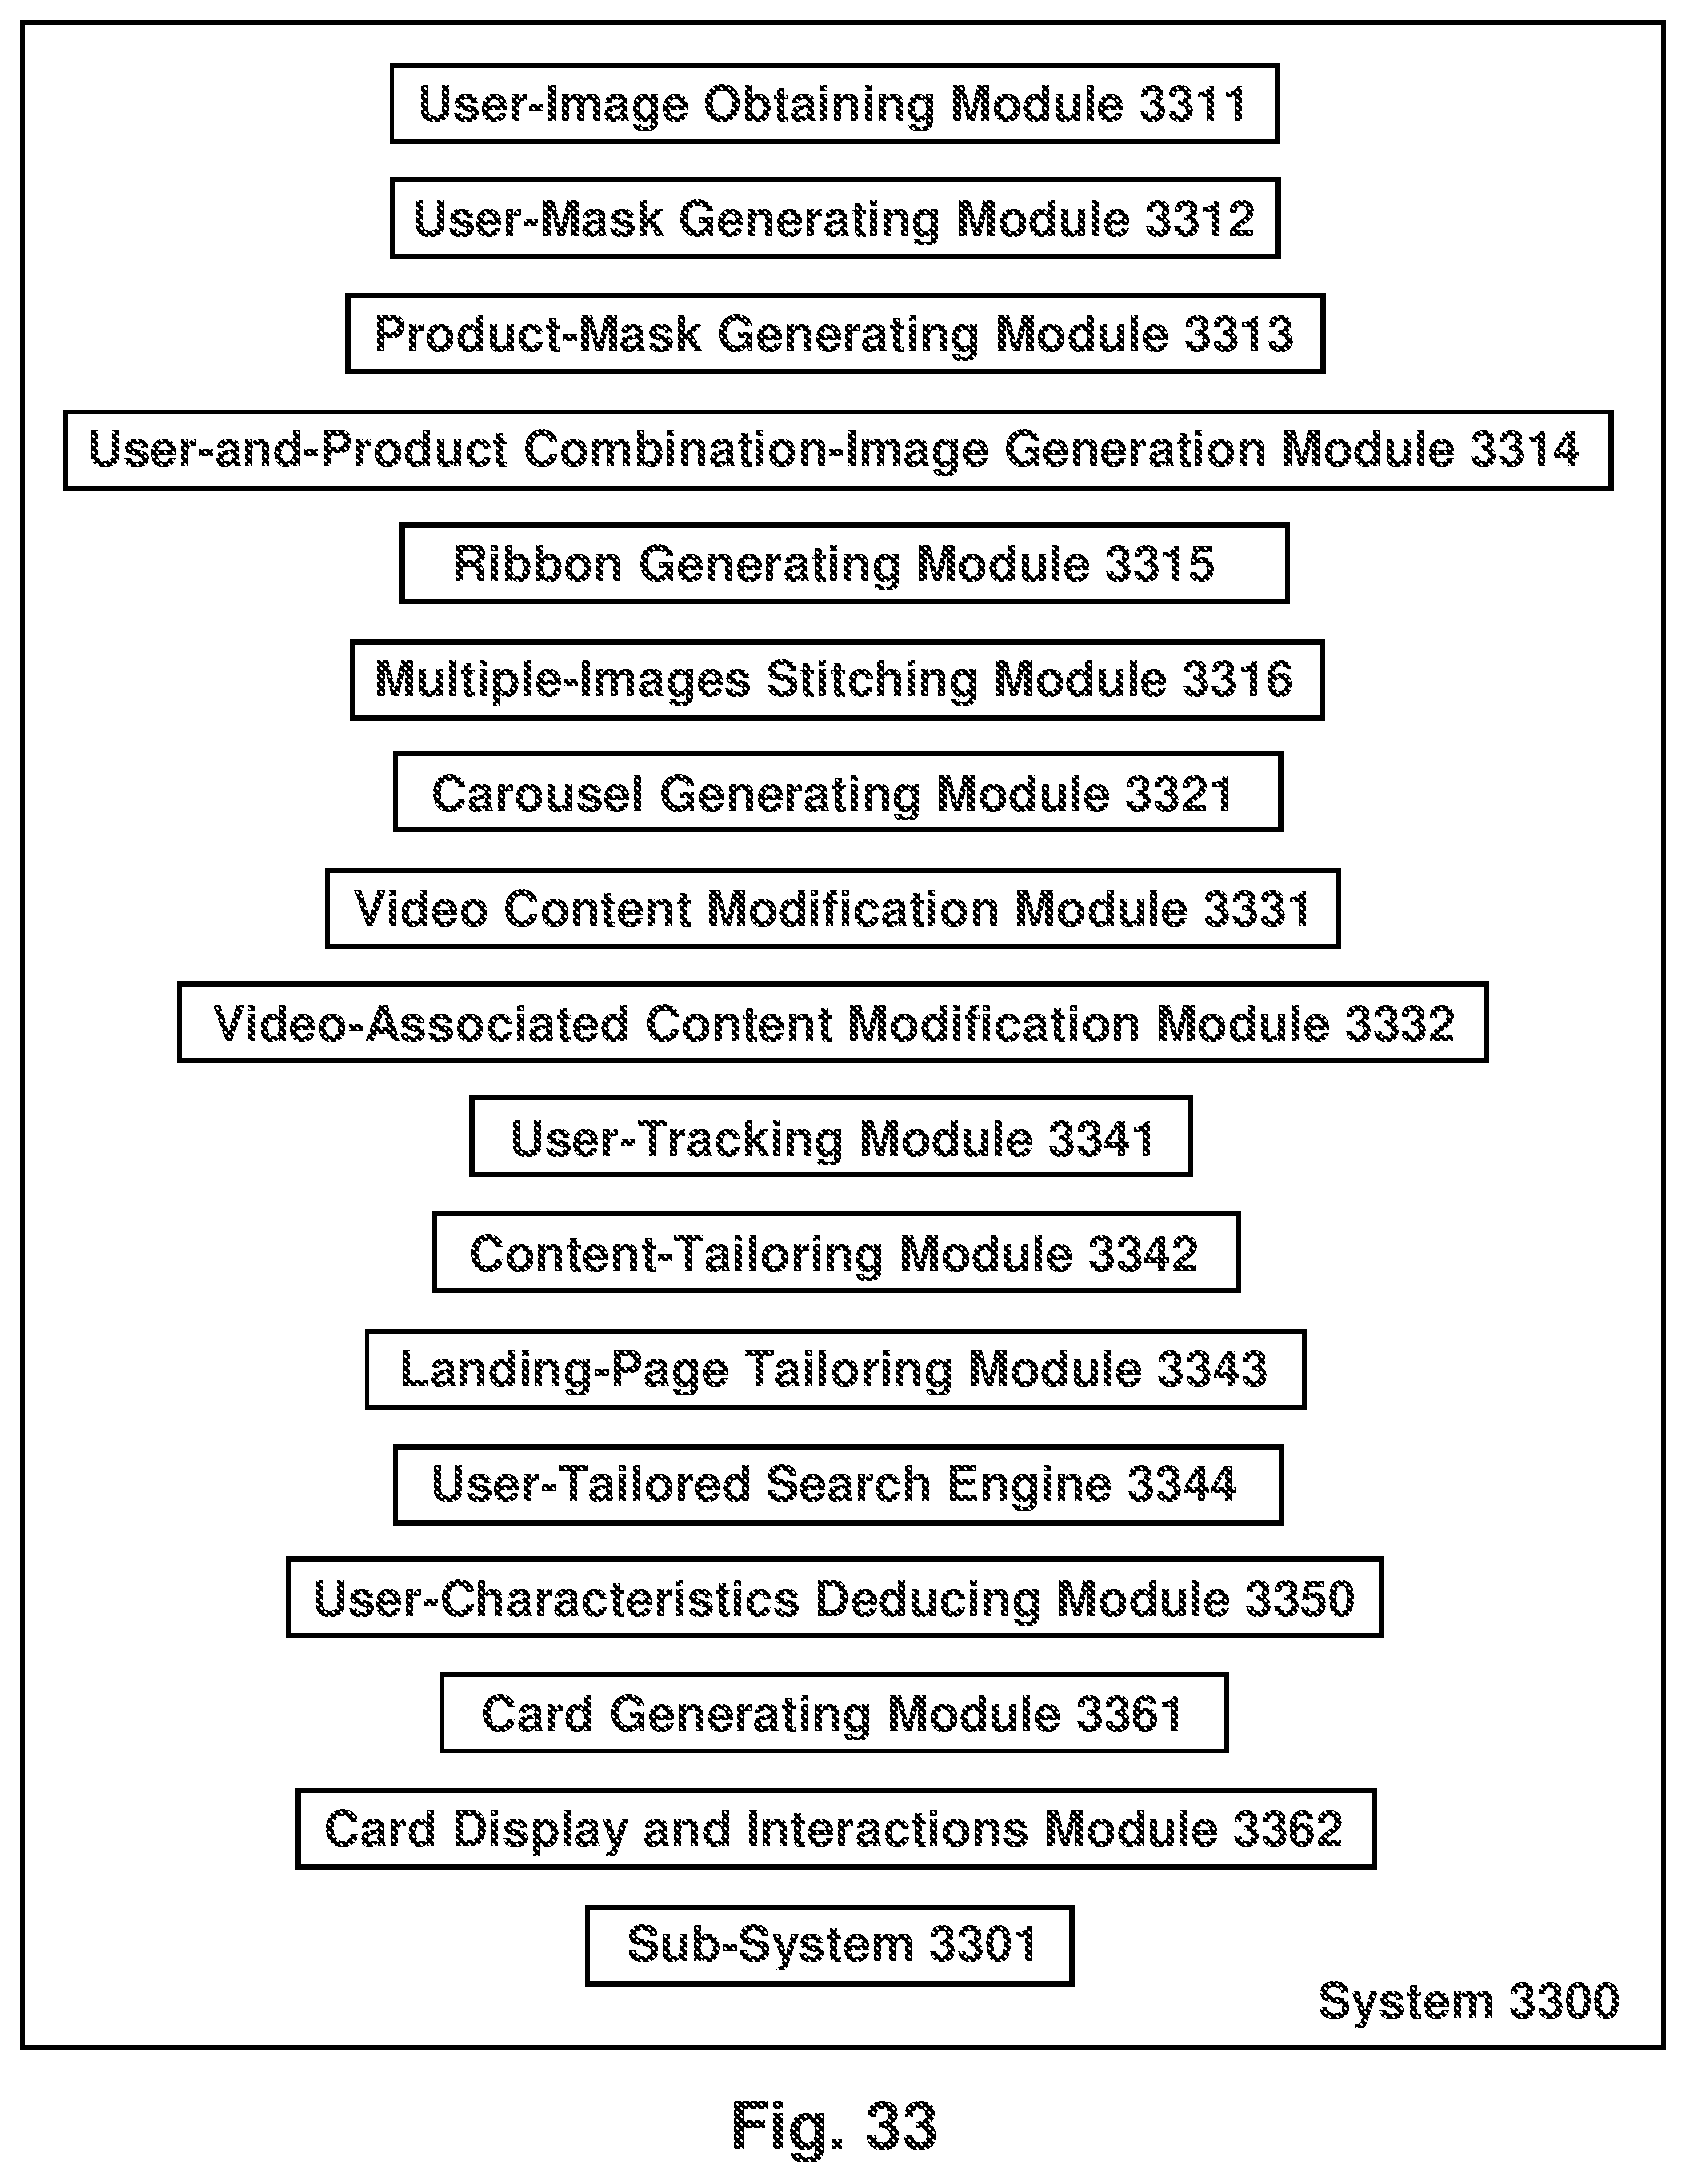 User-Image Obtaining Module 3311
User-Mask Generating Module 3312
Product-Mask Generating Module 3313
User-and-Product Combination-Image Generation Module 3314
Ribbon Generating Module 3315
Multiple-Images Stitching Module 3316
Carousel Generating Module 3321
Video Content Modification Module 3331
Video-Associated Content Modification Module 3332
User-Tracking Module 3341
Content-Tailoring Module 3342
Landing-Page Tailoring Module 3343
User-Tailored Search Engine 3344
User-Characteristics Deducing Module 3350
Card Generating Module 3361
Card Display and Interactions Module 3362
Sub-System 3301
System 3300
Fig. 33